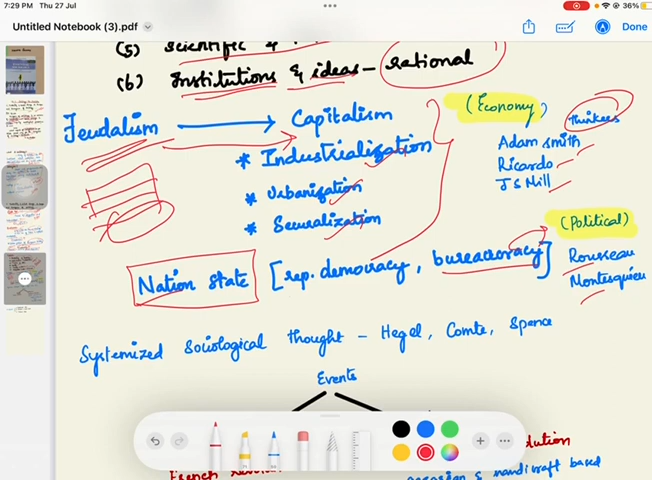 7:29 PM Thu 27 Jul
36%
Untitled Notebook (3).pdf
Done
(5) Scientific &
(6) Institutions & ideas - rational
Feudalism → Capitalism
(Economy)
thinkers
* Industrialization
Adam smith
Ricardo
* Urbanization
J S Mill
* Secularization
(Political)
Nation state [rep. democracy, bureaucracy]
Rousseau
Montesquieu
Systemized Sociological thought - Hegel, Comte, Spence
Events
French
lution
& handicraft based